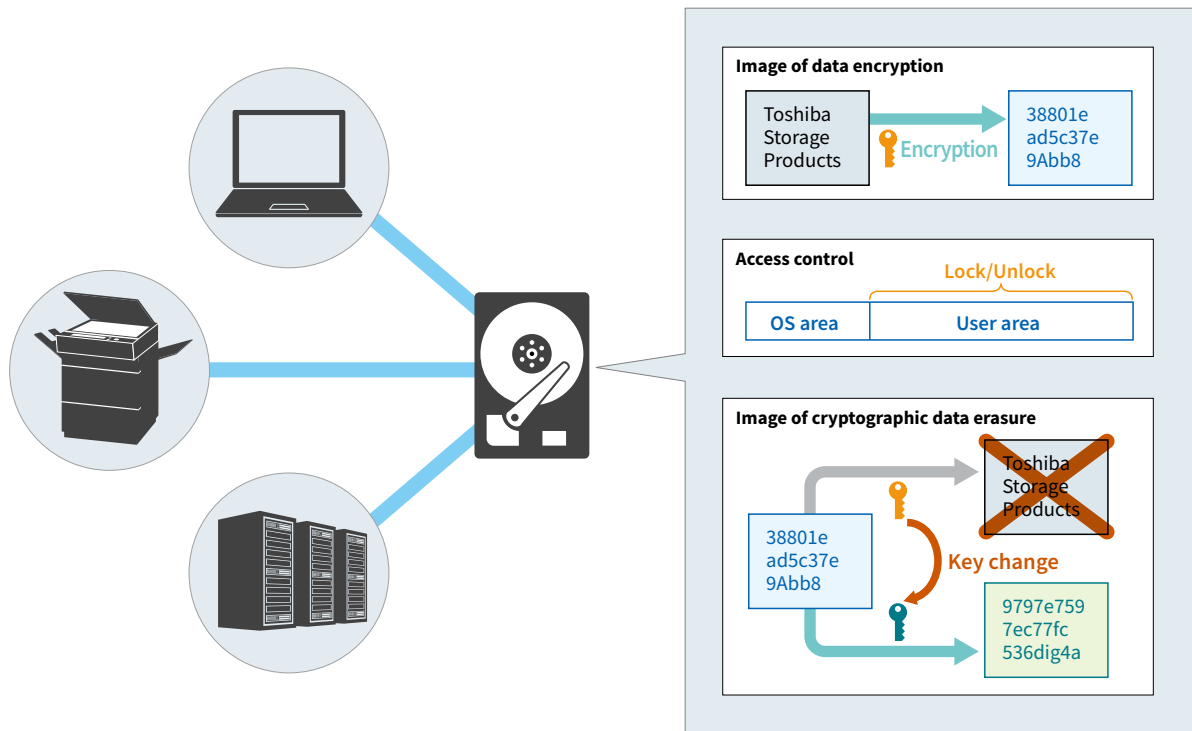 Image of data encryption
Toshiba
Storage
Products
Encryption
38801e
ad5c37e
9Abb8
Access control
Lock/Unlock
OS area
User area
Image of cryptographic data erasure
Toshiba
Storage
Products
38801e
ad5c37e
9Abb8
Key change
9797e759
7ec77fc
536dig4a